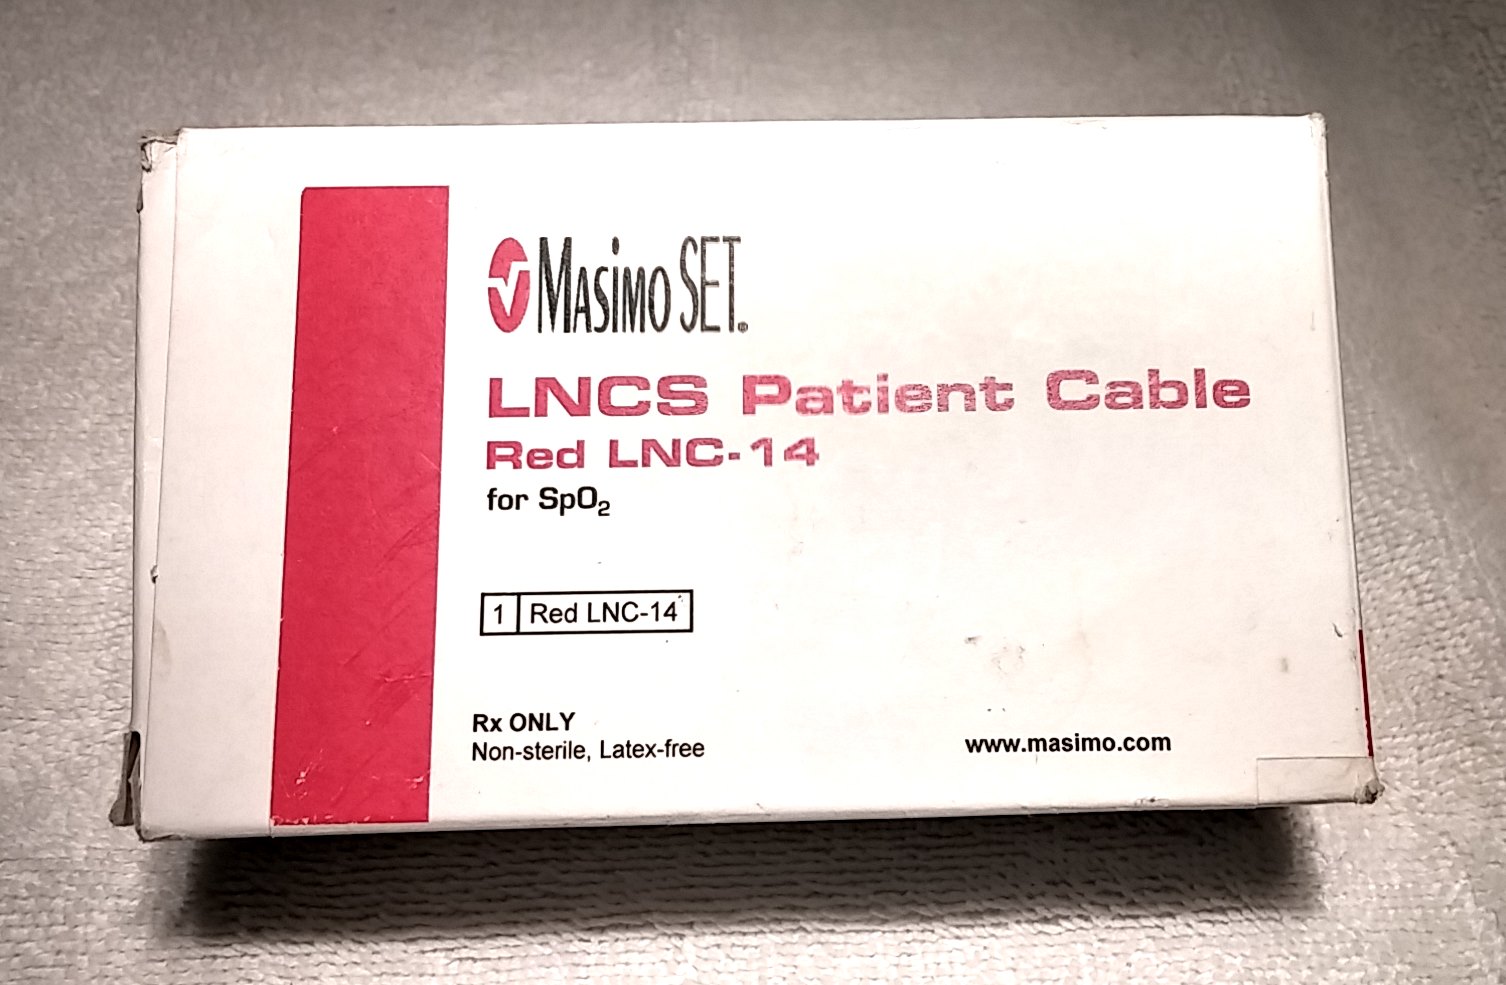 Masimo SET®
LNCS Patient Cable
Red LNC-14
for SpO₂
1 Red LNC-14
Rx ONLY
Non-sterile, Latex-free
www.masimo.com